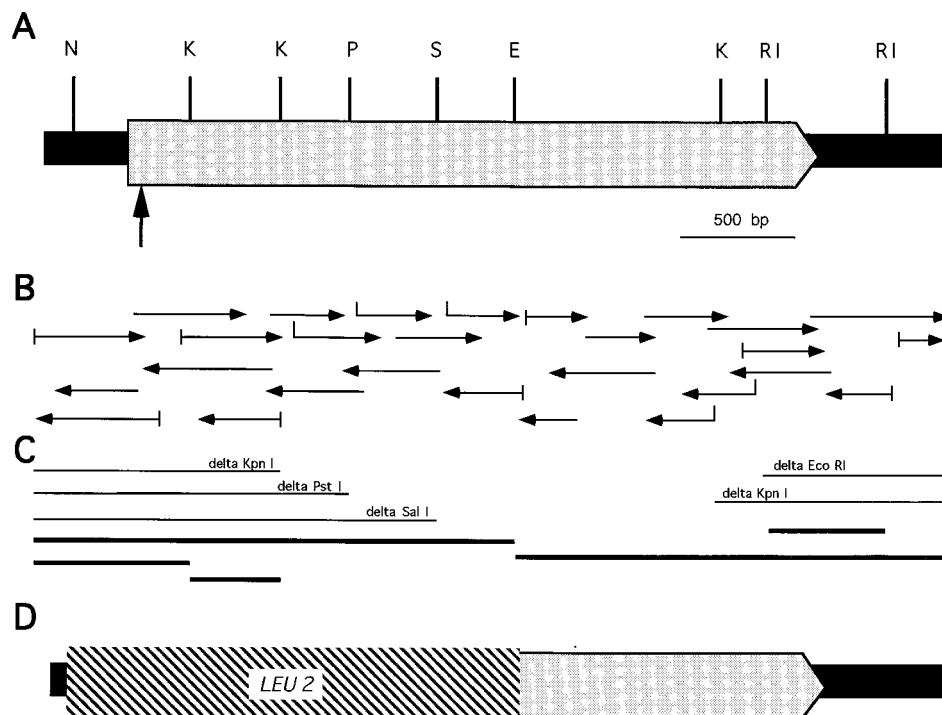 A
N K K P S E K RI RI
500 bp
B
C
delta Kpn I
delta Eco RI
delta Pst I
delta Kpn I
delta Sal I
D
LEU 2